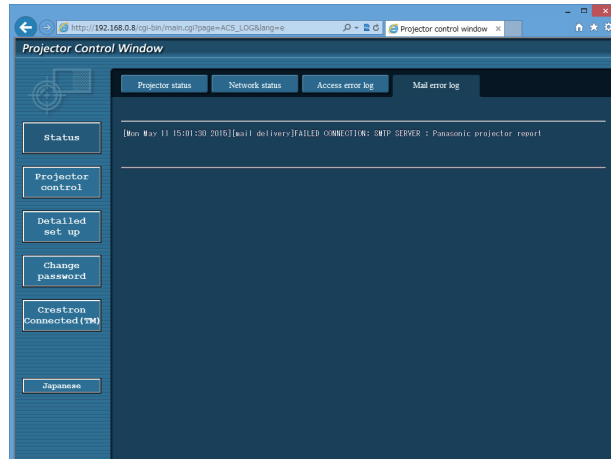 http://192.168.0.8/cgi-bin/main.cgi?page=ACS_LOG&lang=e
Projector control window
Projector Control Window
Projector status
Network status
Access error log
Mail error log
Status
[Mon May 11 15:01:30 2015][mail delivery]FAILED CONNECTION: SMTP SERVER : Panasonic projector report
Projector
control
Detailed
set up
Change
password
Crestron
Connected(TM)
Japanese